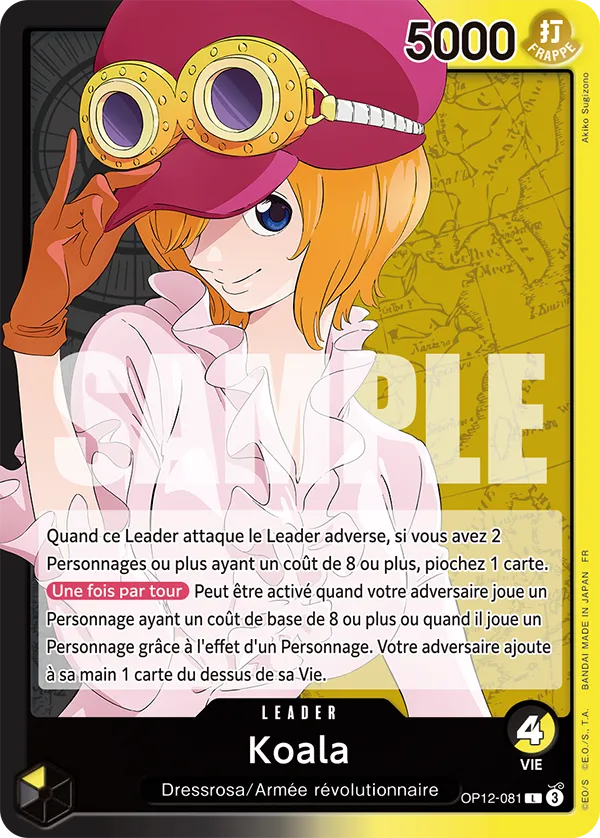 5000
打
FRAPPE
Akiko Sugizono
SAMPLE
Quand ce Leader attaque le Leader adverse, si vous avez 2
Personnages ou plus ayant un coût de 8 ou plus, piochez 1 carte.
Une fois par tour Peut être activé quand votre adversaire joue un
Personnage ayant un coût de base de 8 ou plus ou quand il joue un
Personnage grâce à l'effet d'un Personnage. Votre adversaire ajoute
à sa main 1 carte du dessus de sa Vie.
LEADER
Koala
Dressrosa/Armée révolutionnaire
4
VIE
OP12-081 L 3
©E/S ©E.O./S., T.A. BANDAI MADE IN JAPAN FR